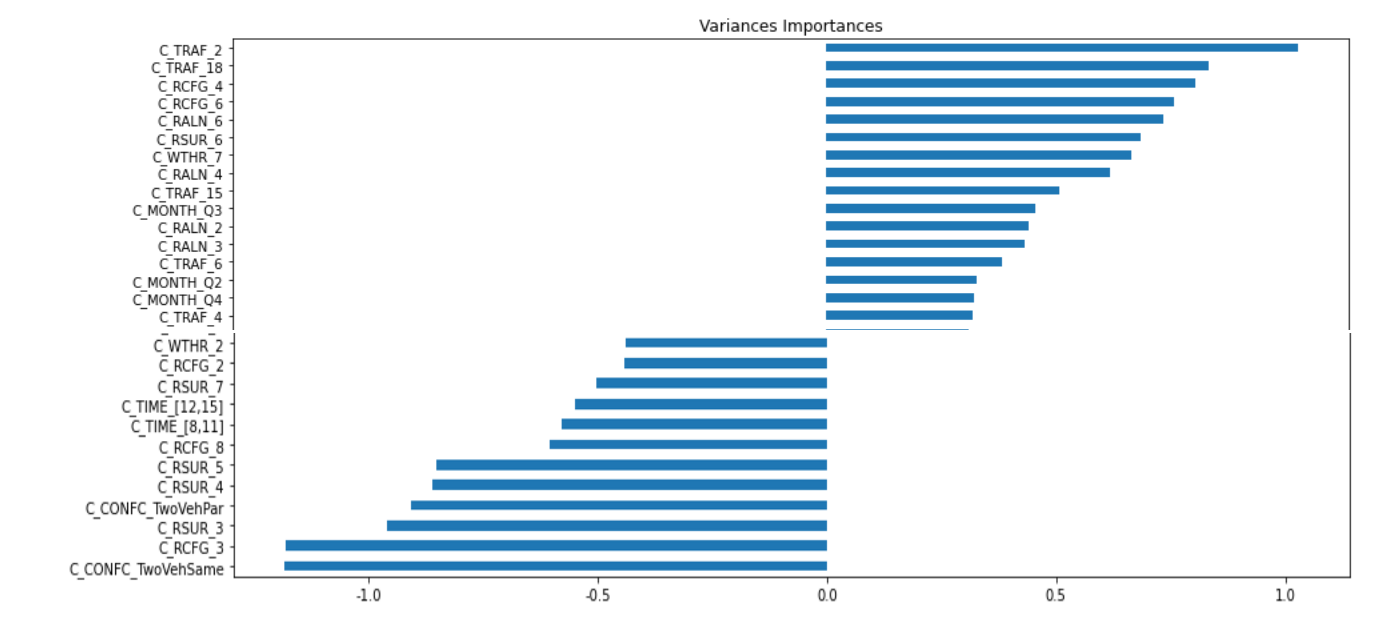 Variances Importances
C_TRAF_2
C_TRAF_18
C_RCFG_4
C_RCFG_6
C_RALN_6
C_RSUR_6
C_WTHR_7
C_RALN_4
C_TRAF_15
C_MONTH_Q3
C_RALN_2
C_RALN_3
C_TRAF_6
C_MONTH_Q2
C_MONTH_Q4
C_TRAF_4
C_WTHR_2
C_RCFG_2
C_RSUR_7
C_TIME_[12,15]
C_TIME_[8,11]
C_RCFG_8
C_RSUR_5
C_RSUR_4
C_CONFC_TwoVehPar
C_RSUR_3
C_RCFG_3
C_CONFC_TwoVehSame
-1.0 -0.5 0.0 0.5 1.0